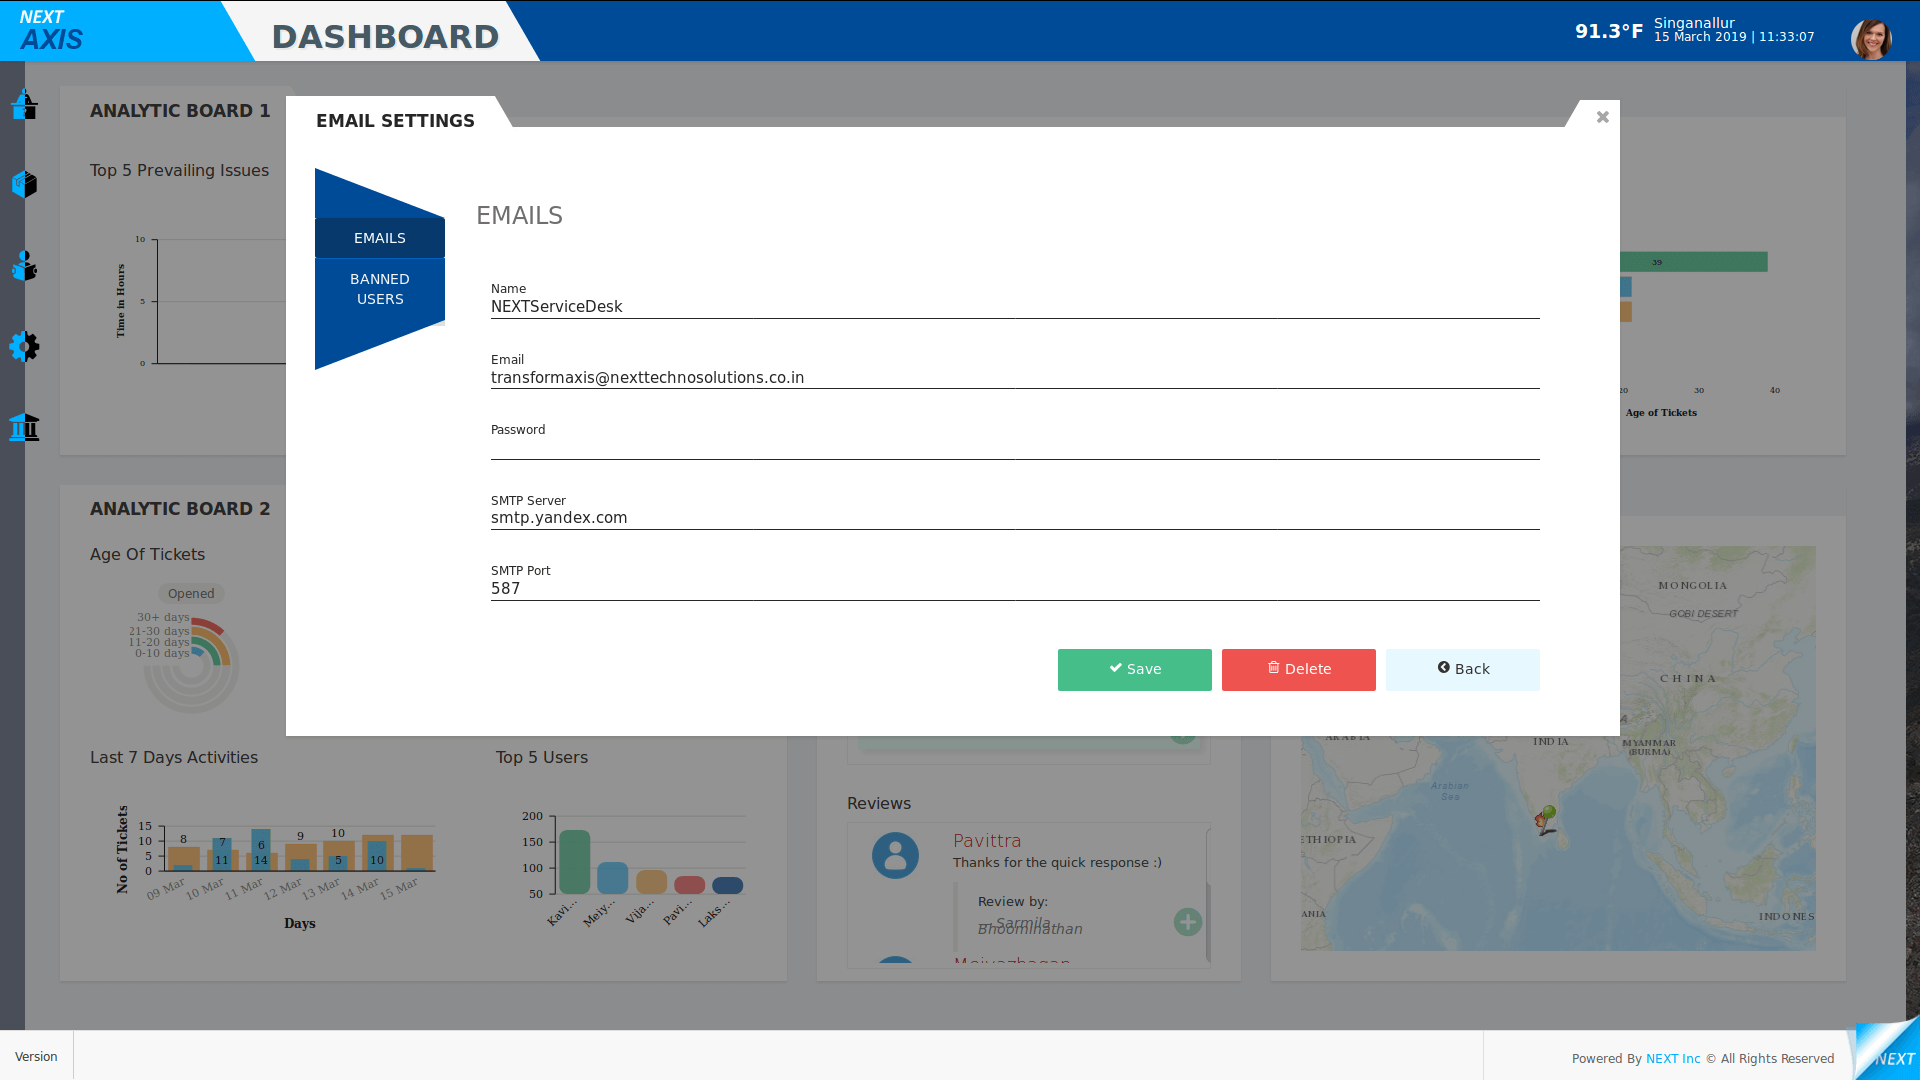 NEXT
AXIS
DASHBOARD
91.3°F
Singanallur
15 March 2019 | 11:33:07
ANALYTIC BOARD 1
Top 5 Prevailing Issues
10
5
0
Time in Hours
EMAIL SETTINGS
EMAILS
BANNED
USERS
EMAILS
Name
NEXTServiceDesk
Email
transformaxis@nexttechnosolutions.co.in
Password
SMTP Server
smtp.yandex.com
SMTP Port
587
Save
Delete
Back
39
20
30
40
Age of Tickets
ANALYTIC BOARD 2
Age Of Tickets
Opened
30+ days
21-30 days
11-20 days
0-10 days
Last 7 Days Activities
No of Tickets
15
10
5
0
8
7
11
6
14
9
10
5
10
09 Mar
10 Mar
11 Mar
12 Mar
13 Mar
14 Mar
15 Mar
Days
Top 5 Users
200
150
100
50
Kavi...
Meiy...
Vija...
Pavi...
Laks...
Reviews
Pavittra
Thanks for the quick response :)
Review by:
Sarmila
Bhoominathan
Meiyazhagan
MONGOLIA
GOBI DESERT
CHINA
ARABIA
INDIA
MYANMAR
(BURMA)
Arabian
Sea
ETHIOPIA
ANIA
INDONES
Version
Powered By NEXT Inc © All Rights Reserved
NEXT